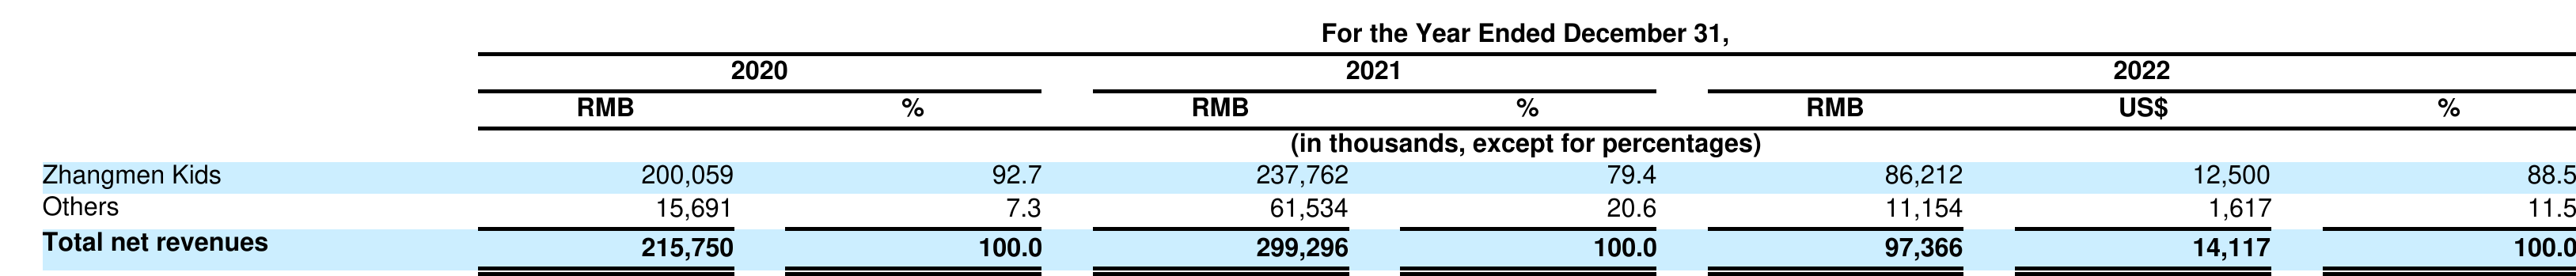 For the Year Ended December 31,
2020 2021 2022
RMB % RMB % RMB US$ %
(in thousands, except for percentages)
Zhangmen Kids 200,059 92.7 237,762 79.4 86,212 12,500 88.5
Others 15,691 7.3 61,534 20.6 11,154 1,617 11.5
Total net revenues 215,750 100.0 299,296 100.0 97,366 14,117 100.0